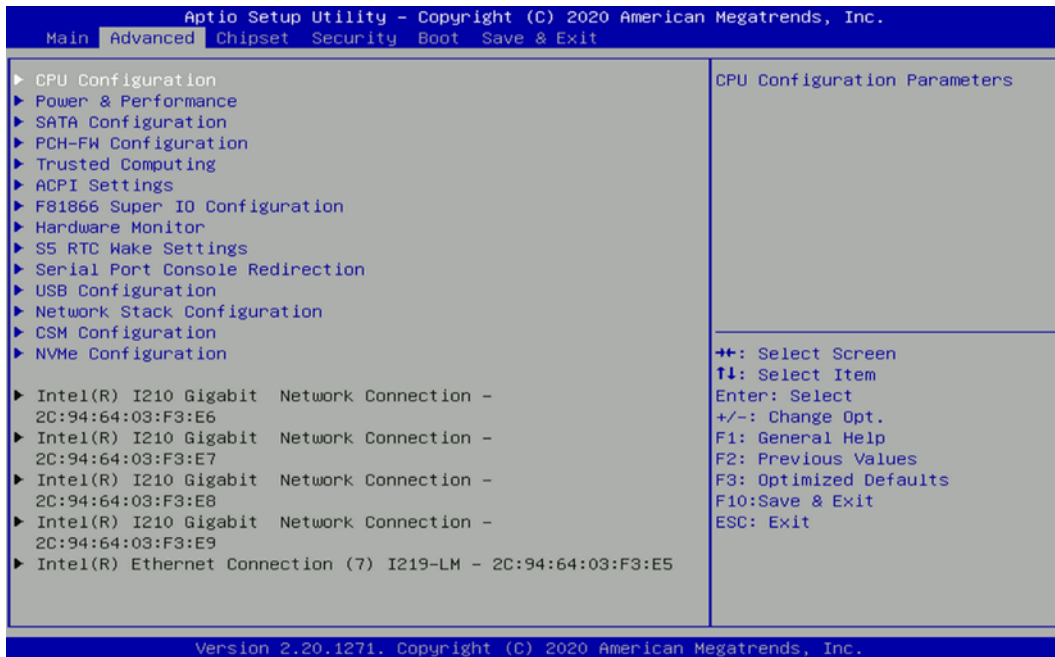 Aptio Setup Utility – Copyright (C) 2020 American Megatrends, Inc.
Main Advanced Chipset Security Boot Save & Exit
▶ CPU Configuration
▶ Power & Performance
▶ SATA Configuration
▶ PCH-FW Configuration
▶ Trusted Computing
▶ ACPI Settings
▶ F81866 Super IO Configuration
▶ Hardware Monitor
▶ S5 RTC Wake Settings
▶ Serial Port Console Redirection
▶ USB Configuration
▶ Network Stack Configuration
▶ CSM Configuration
▶ NVMe Configuration
▶ Intel(R) I210 Gigabit  Network Connection –
2C:94:64:03:F3:E6
▶ Intel(R) I210 Gigabit  Network Connection –
2C:94:64:03:F3:E7
▶ Intel(R) I210 Gigabit  Network Connection –
2C:94:64:03:F3:E8
▶ Intel(R) I210 Gigabit  Network Connection –
2C:94:64:03:F3:E9
▶ Intel(R) Ethernet Connection (7) I219-LM – 2C:94:64:03:F3:E5
CPU Configuration Parameters
→←: Select Screen
↑↓: Select Item
Enter: Select
+/-: Change Opt.
F1: General Help
F2: Previous Values
F3: Optimized Defaults
F10:Save & Exit
ESC: Exit
Version 2.20.1271. Copyright (C) 2020 American Megatrends, Inc.